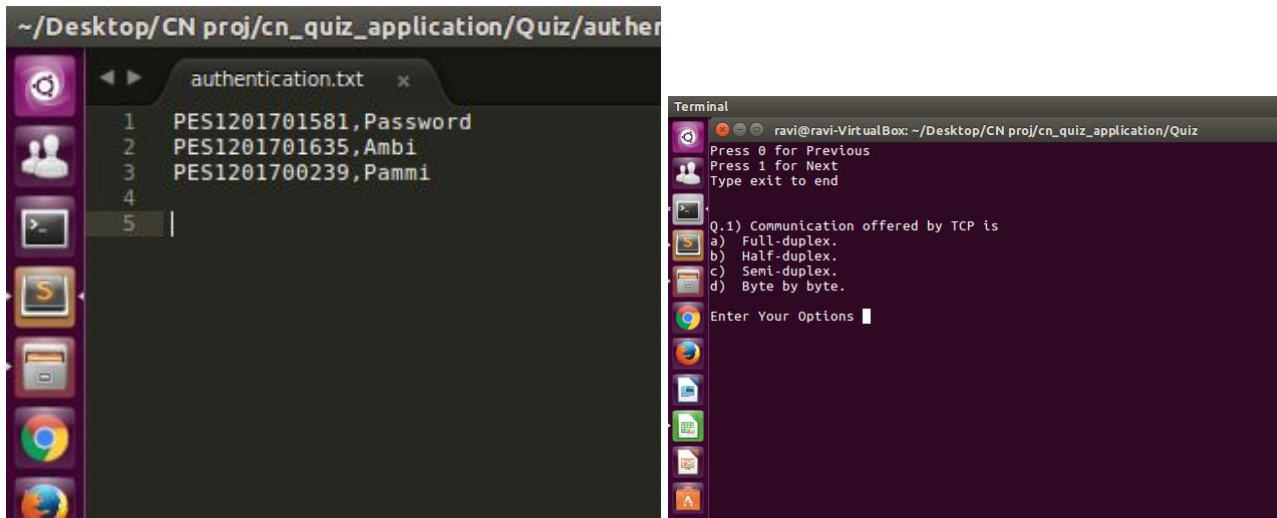 ~/Desktop/CN proj/cn_quiz_application/Quiz/auther
authentication.txt x
1 PES1201701581,Password
2 PES1201701635,Ambi
3 PES1201700239,Pammi
4
5
Terminal
ravi@ravi-VirtualBox: ~/Desktop/CN proj/cn_quiz_application/Quiz
Press 0 for Previous
Press 1 for Next
Type exit to end
Q.1) Communication offered by TCP is
a) Full-duplex.
b) Half-duplex.
c) Semi-duplex.
d) Byte by byte.
Enter Your Options